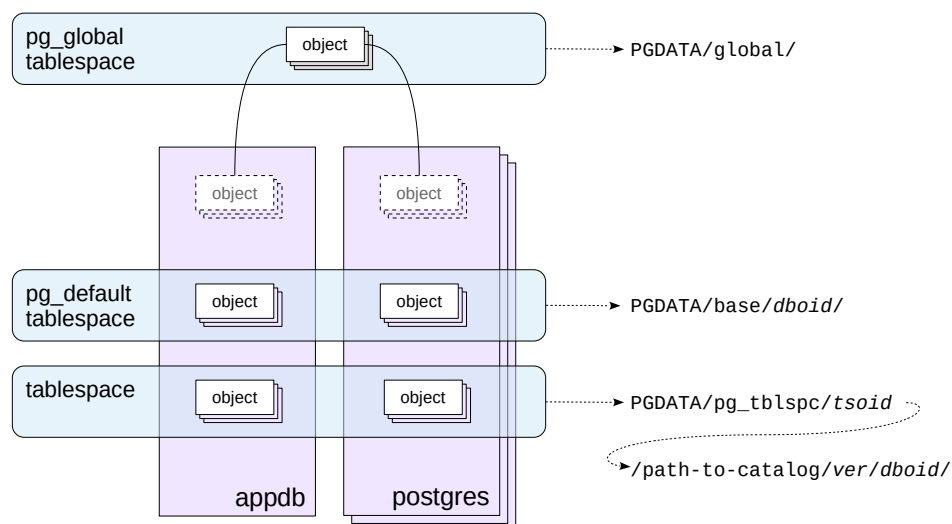 pg_global
tablespace
object
PGDATA/global/
object
object
pg_default
tablespace
object
object
PGDATA/base/dboid/
tablespace
object
object
PGDATA/pg_tblspc/tsoid
/path-to-catalog/ver/dboid/
appdb
postgres